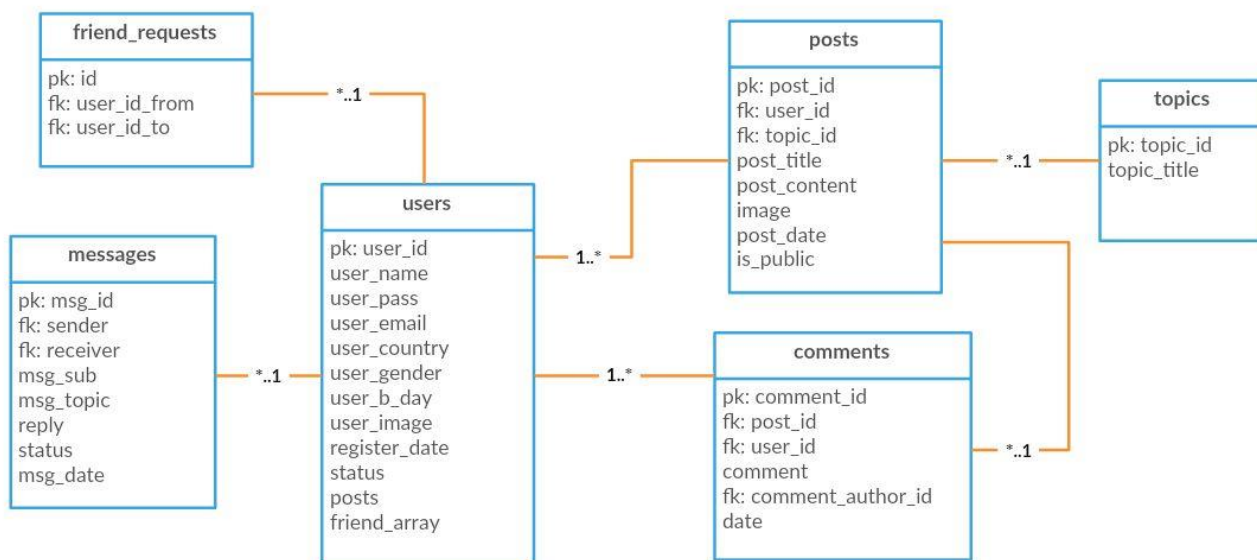 friend_requests
pk: id
fk: user_id_from
fk: user_id_to
*..1
posts
pk: post_id
fk: user_id
fk: topic_id
post_title
post_content
image
post_date
is_public
*..1
topics
pk: topic_id
topic_title
messages
pk: msg_id
fk: sender
fk: receiver
msg_sub
msg_topic
reply
status
msg_date
*..1
users
pk: user_id
user_name
user_pass
user_email
user_country
user_gender
user_b_day
user_image
register_date
status
posts
friend_array
1..*
1..*
comments
pk: comment_id
fk: post_id
fk: user_id
comment
fk: comment_author_id
date
*..1